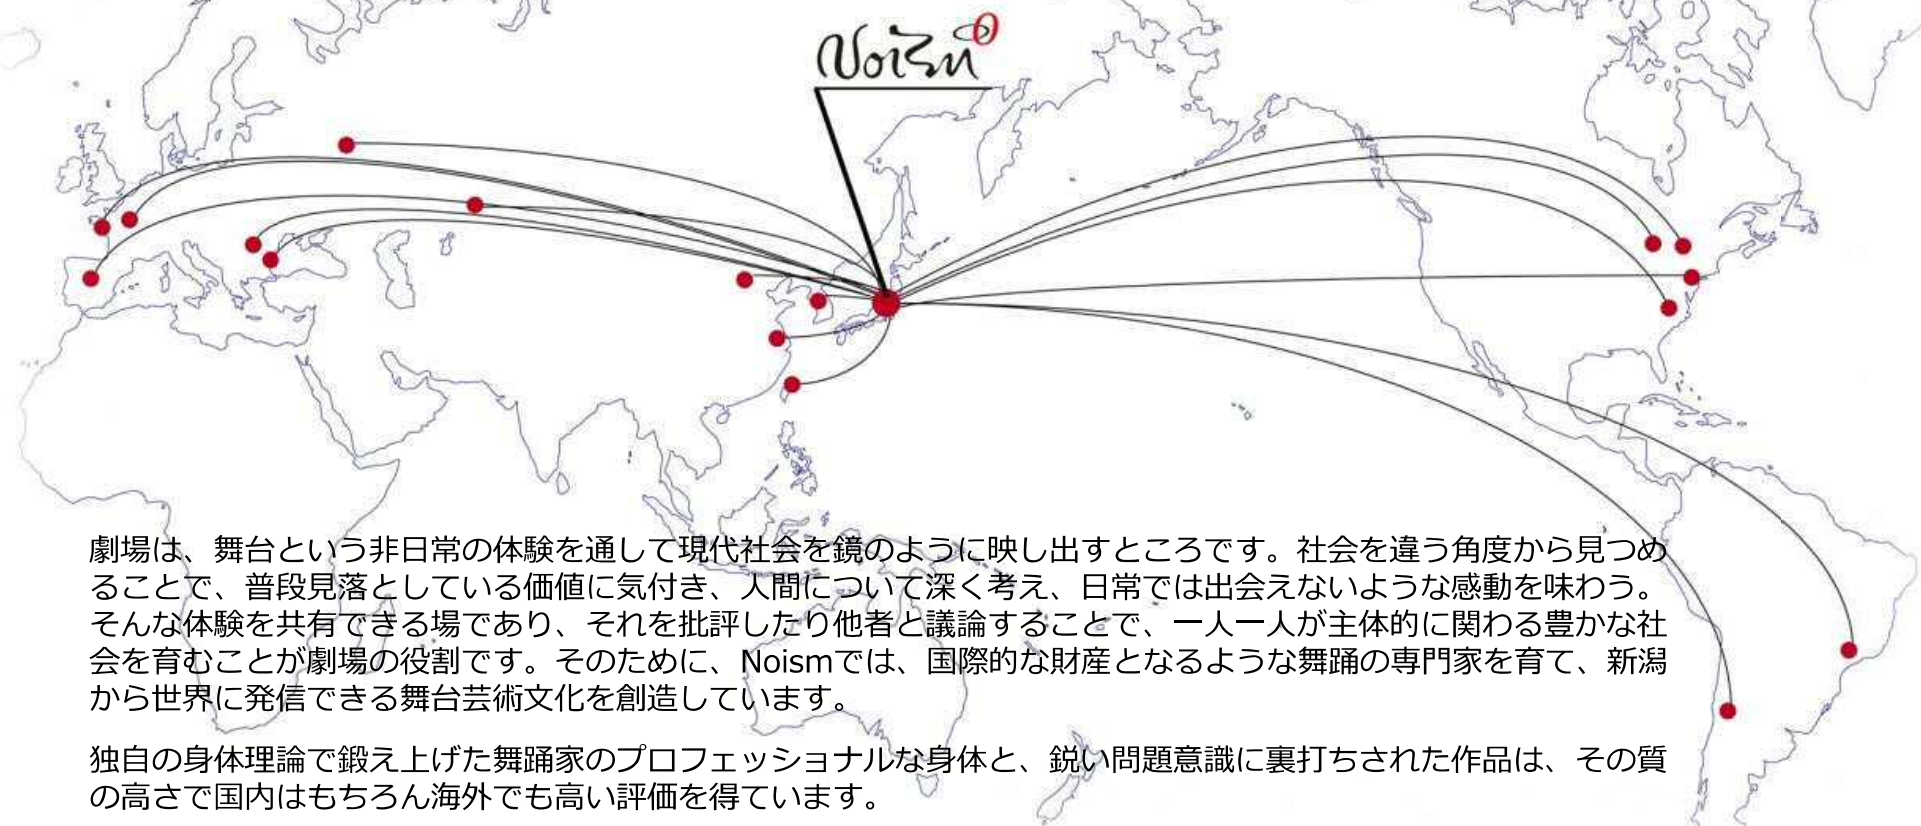 Noism0
劇場は、舞台という非日常の体験を通して現代社会を鏡のように映し出すところです。社会を違う角度から見つめ
ることで、普段見落としている価値に気付き、人間について深く考え、日常では出会えないような感動を味わう。
そんな体験を共有できる場であり、それを批評したり他者と議論することで、一人一人が主体的に関わる豊かな社
会を育むことが劇場の役割です。そのために、Noismでは、国際的な財産となるような舞踊の専門家を育て、新潟
から世界に発信できる舞台芸術文化を創造しています。
独自の身体理論で鍛え上げた舞踊家のプロフェッショナルな身体と、鋭い問題意識に裏打ちされた作品は、その質
の高さで国内はもちろん海外でも高い評価を得ています。